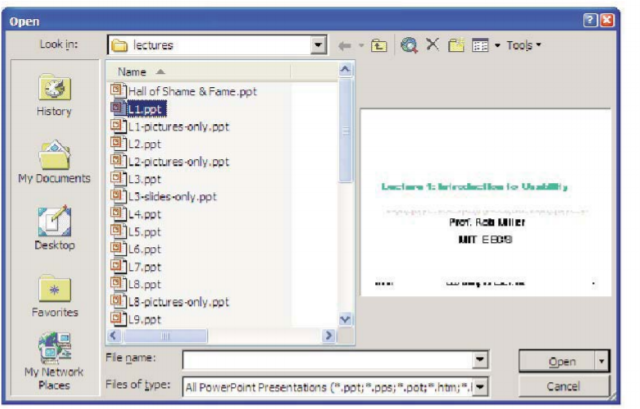 Open
Look in:
lectures
Tools
Name
Hall of Shame & Fame.ppt
L1.ppt
L1-pictures-only.ppt
L2.ppt
L2-pictures-only.ppt
L3.ppt
L3-slides-only.ppt
L4.ppt
L5.ppt
L6.ppt
L7.ppt
L8.ppt
L8-pictures-only.ppt
L9.ppt
History
My Documents
Desktop
Favorites
My Network
Places
Lecture 1: Introduction to Usability
Prof. Rob Miller
MIT EECS
File name:
Open
Files of type:
All PowerPoint Presentations (*.ppt;*.pps;*.pot;*.htm;*.
Cancel